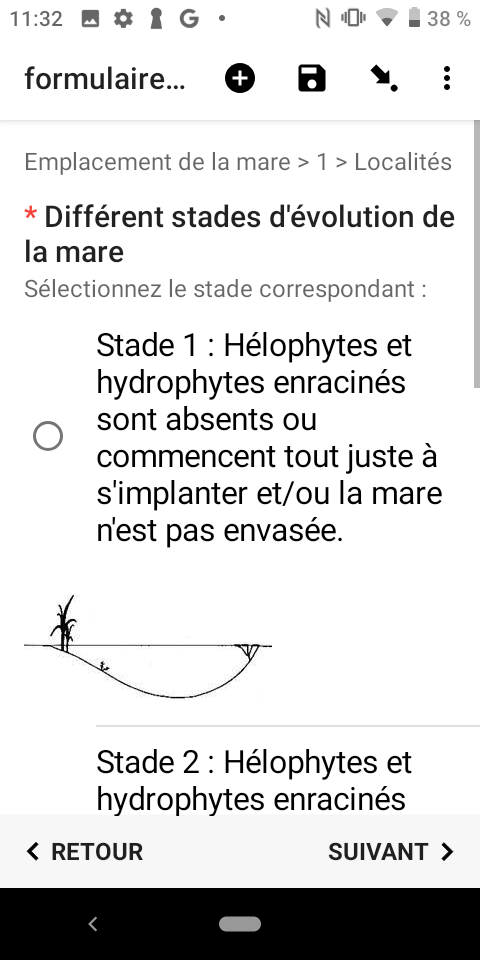 11:32 G 38 %
formulaire...
Emplacement de la mare > 1 > Localités
* Différent stades d'évolution de
la mare
Sélectionnez le stade correspondant :
Stade 1 : Hélophytes et
hydrophytes enracinés
sont absents ou
commencent tout juste à
s'implanter et/ou la mare
n'est pas envasée.
Stade 2 : Hélophytes et
hydrophytes enracinés
RETOUR SUIVANT